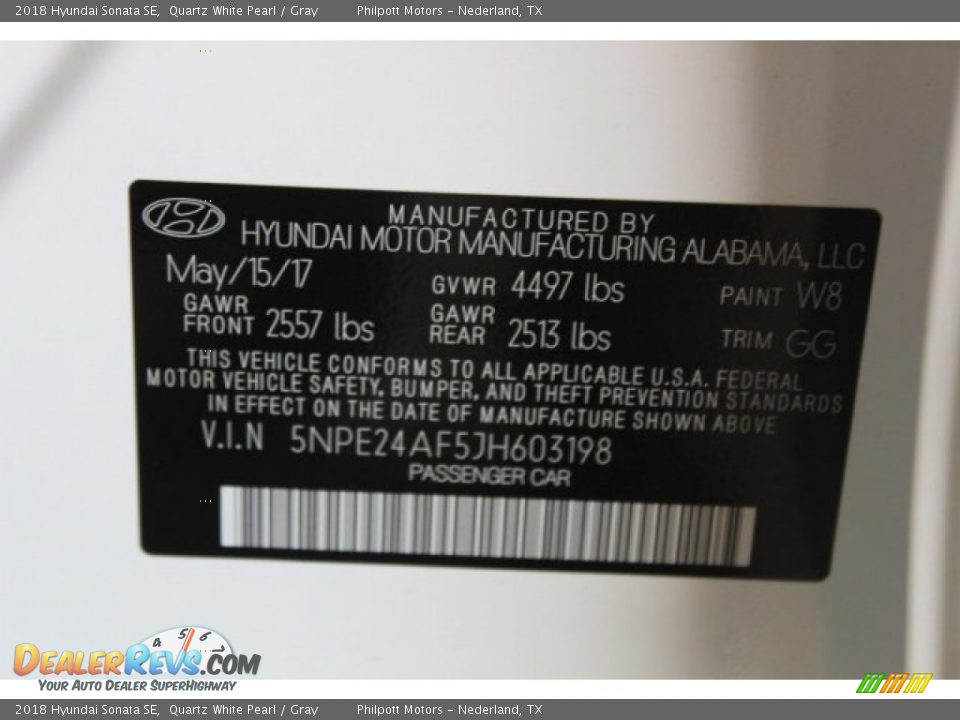 2018 Hyundai Sonata SE, Quartz White Pearl / Gray Philpott Motors - Nederland, TX
MANUFACTURED BY
HYUNDAI MOTOR MANUFACTURING ALABAMA, LLC
May/15/17 GVWR 4497 lbs PAINT W8
GAWR FRONT 2557 lbs GAWR REAR 2513 lbs TRIM GG
THIS VEHICLE CONFORMS TO ALL APPLICABLE U.S.A. FEDERAL
MOTOR VEHICLE SAFETY, BUMPER, AND THEFT PREVENTION STANDARDS
IN EFFECT ON THE DATE OF MANUFACTURE SHOWN ABOVE
V.I.N 5NPE24AF5JH603198
PASSENGER CAR
4 5 6 7
DEALERREVS.COM
YOUR AUTO DEALER SUPERHIGHWAY
2018 Hyundai Sonata SE, Quartz White Pearl / Gray Philpott Motors - Nederland, TX